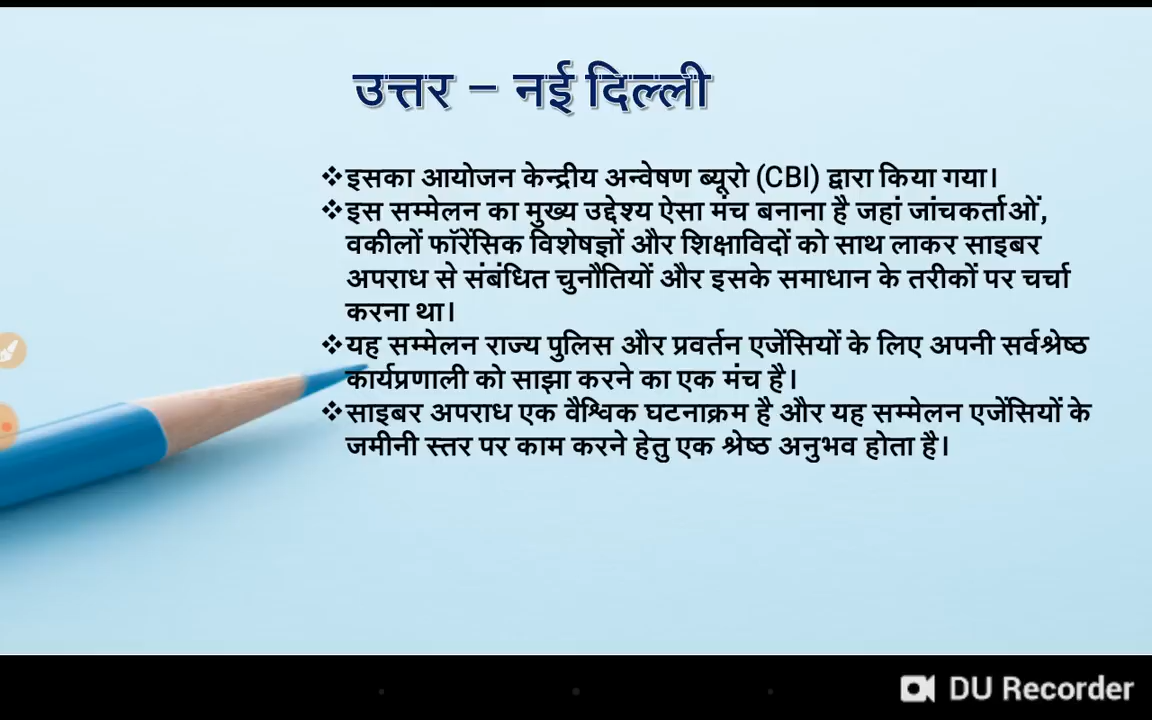 उत्तर – नई दिल्ली
❖इसका आयोजन केन्द्रीय अन्वेषण ब्यूरो (CBI) द्वारा किया गया।
❖इस सम्मेलन का मुख्य उद्देश्य ऐसा मंच बनाना है जहां जांचकर्ताओं,
वकीलों फॉरेंसिक विशेषज्ञों और शिक्षाविदों को साथ लाकर साइबर
अपराध से संबंधित चुनौतियों और इसके समाधान के तरीकों पर चर्चा
करना था।
❖यह सम्मेलन राज्य पुलिस और प्रवर्तन एजेंसियों के लिए अपनी सर्वश्रेष्ठ
कार्यप्रणाली को साझा करने का एक मंच है।
❖साइबर अपराध एक वैश्विक घटनाक्रम है और यह सम्मेलन एजेंसियों के
जमीनी स्तर पर काम करने हेतु एक श्रेष्ठ अनुभव होता है।
DU Recorder